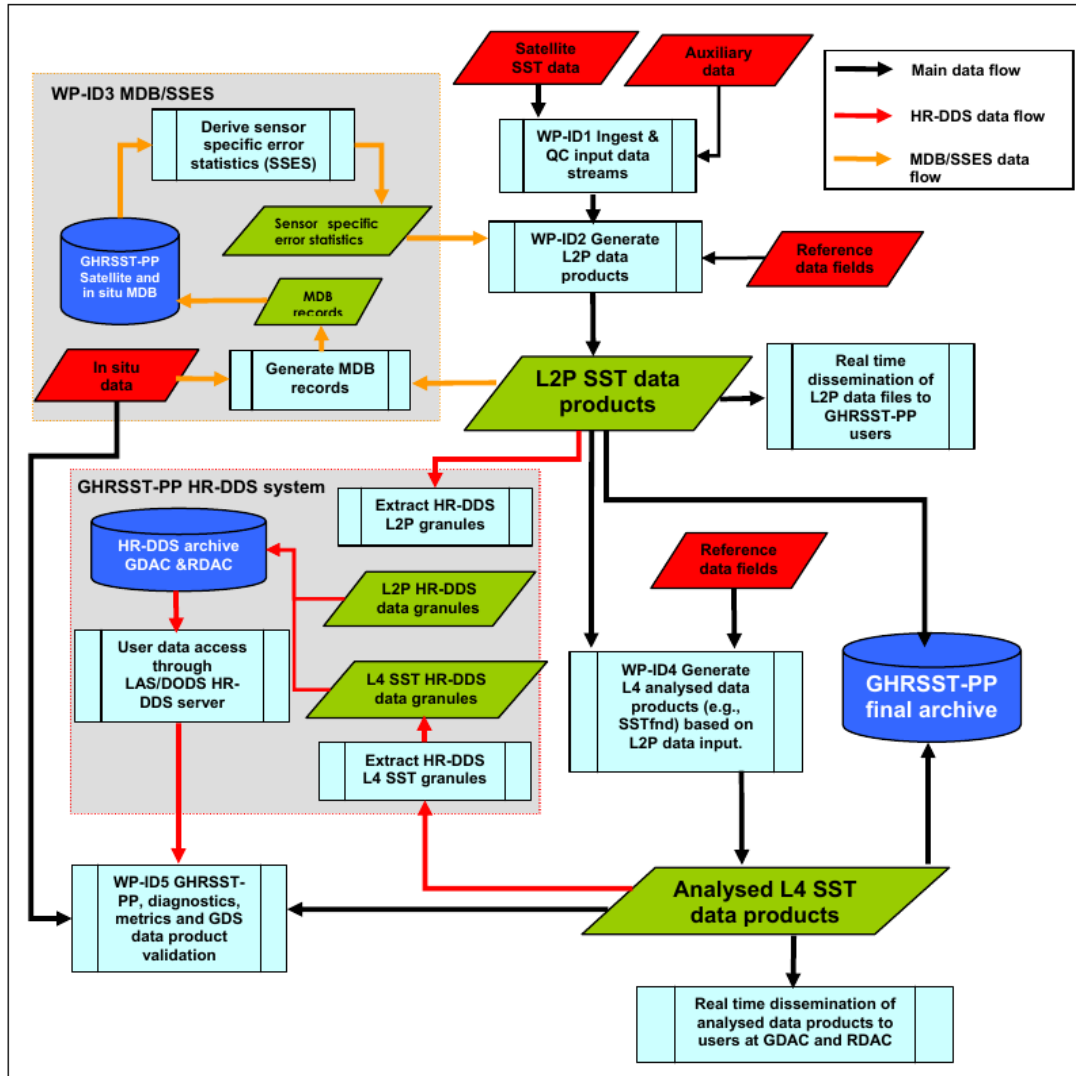 Satellite
SST data
Auxiliary
data
Main data flow
HR-DDS data flow
MDB/SSES data
flow
WP-ID3 MDB/SSES
Derive sensor
specific error
statistics (SSES)
WP-ID1 Ingest &
QC input data
streams
Sensor specific
error statistics
WP-ID2 Generate
L2P data
products
Reference
data fields
GHRSST-PP
Satellite and
in situ MDB
MDB
records
In situ
data
Generate MDB
records
L2P SST data
products
Real time
dissemination of
L2P data files to
GHRSST-PP
users
GHRSST-PP HR-DDS system
Extract HR-DDS
L2P granules
HR-DDS archive
GDAC &RDAC
Reference
data fields
L2P HR-DDS
data granules
User data access
through
LAS/DODS HR-
DDS server
L4 SST HR-DDS
data granules
WP-ID4 Generate
L4 analysed data
products (e.g.,
SSTfnd) based on
L2P data input.
GHRSST-PP
final archive
Extract HR-DDS
L4 SST granules
WP-ID5 GHRSST-
PP, diagnostics,
metrics and GDS
data product
validation
Analysed L4 SST
data products
Real time dissemination of
analysed data products to
users at GDAC and RDAC